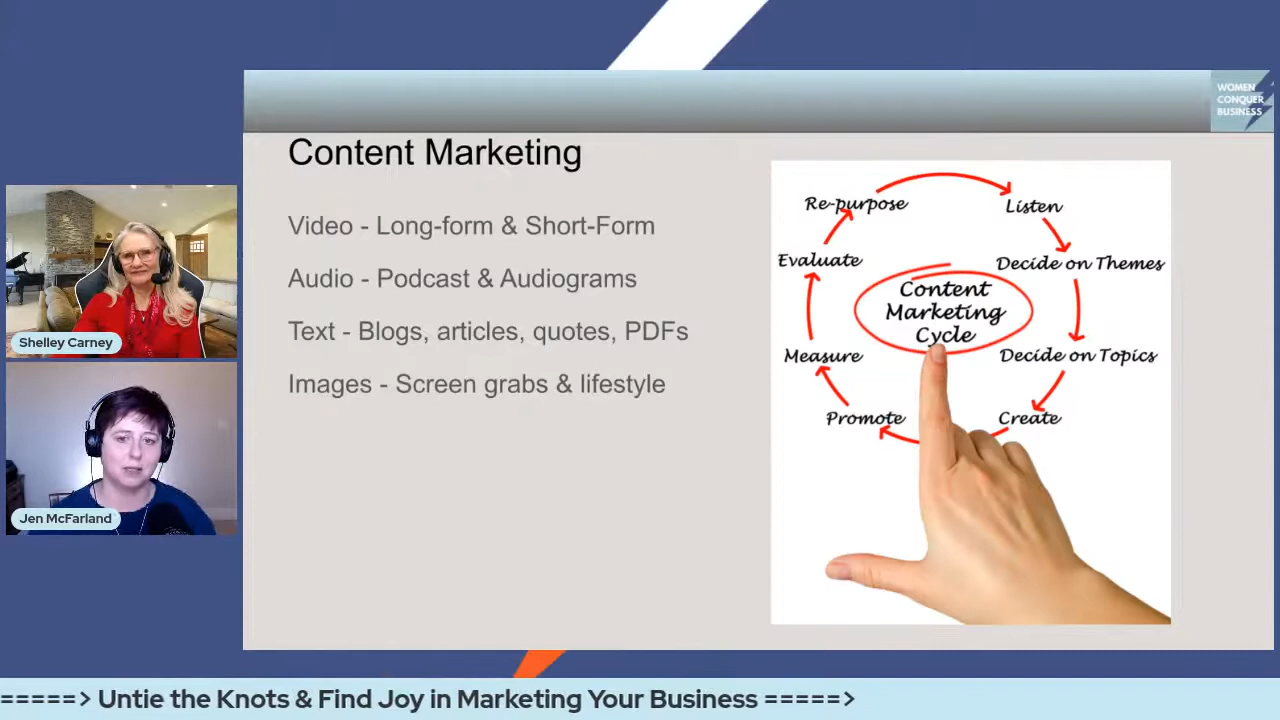 WOMEN
CONQUER
BUSINESS
Content Marketing
Video - Long-form & Short-Form
Audio - Podcast & Audiograms
Text - Blogs, articles, quotes, PDFs
Images - Screen grabs & lifestyle
Re-purpose
Listen
Evaluate
Decide on Themes
Content
Marketing
Cycle
Measure
Decide on Topics
Promote
Create
Shelley Carney
Jen McFarland
=====> Untie the Knots & Find Joy in Marketing Your Business =====>